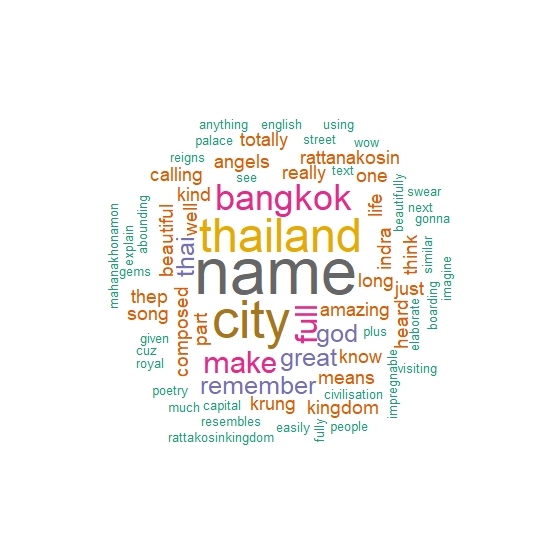 anything english using
palace totally street wow
reigns angels rattanakosin
calling see really text one
kind bangkok life beautifully swear
mahanakhonamon explain abounding beautiful well next
gonna
thai thailand indra think similar
gems name imagine
thep long just boarding
song composed part city full amazing heard elaborate
god plus
given
cuz make great know
royal means impregnable visiting
remember
poetry civilisation
much capital krung kingdom
resembles easily fully people
rattakosinkingdom